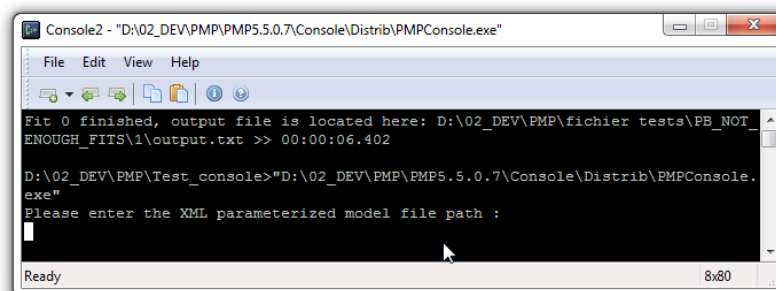 Console2 - "D:\02_DEV\PMP\PMP5.5.0.7\Console\Distrib\PMPConsole.exe"
File Edit View Help
Fit 0 finished, output file is located here: D:\02_DEV\PMP\fichier tests\PB_NOT_
ENOUGH_FITS\1\output.txt >> 00:00:06.402
D:\02_DEV\PMP\Test_console>"D:\02_DEV\PMP\PMP5.5.0.7\Console\Distrib\PMPConsole.
exe"
Please enter the XML parameterized model file path :
Ready 8x80